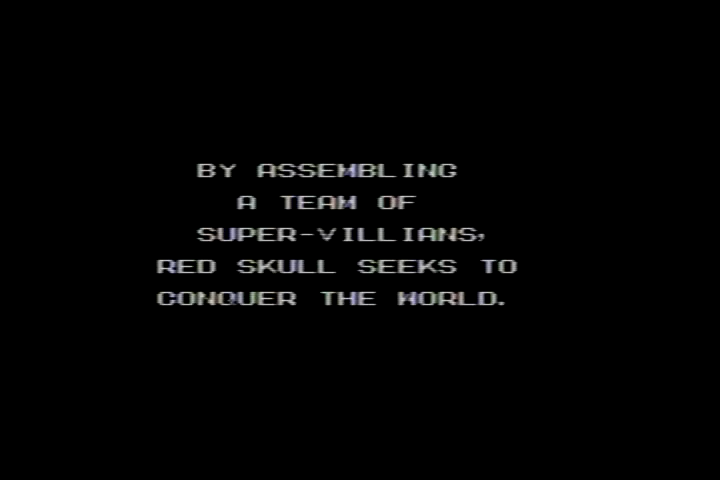 BY ASSEMBLING
A TEAM OF
SUPER-VILLIANS,
RED SKULL SEEKS TO
CONQUER THE WORLD.